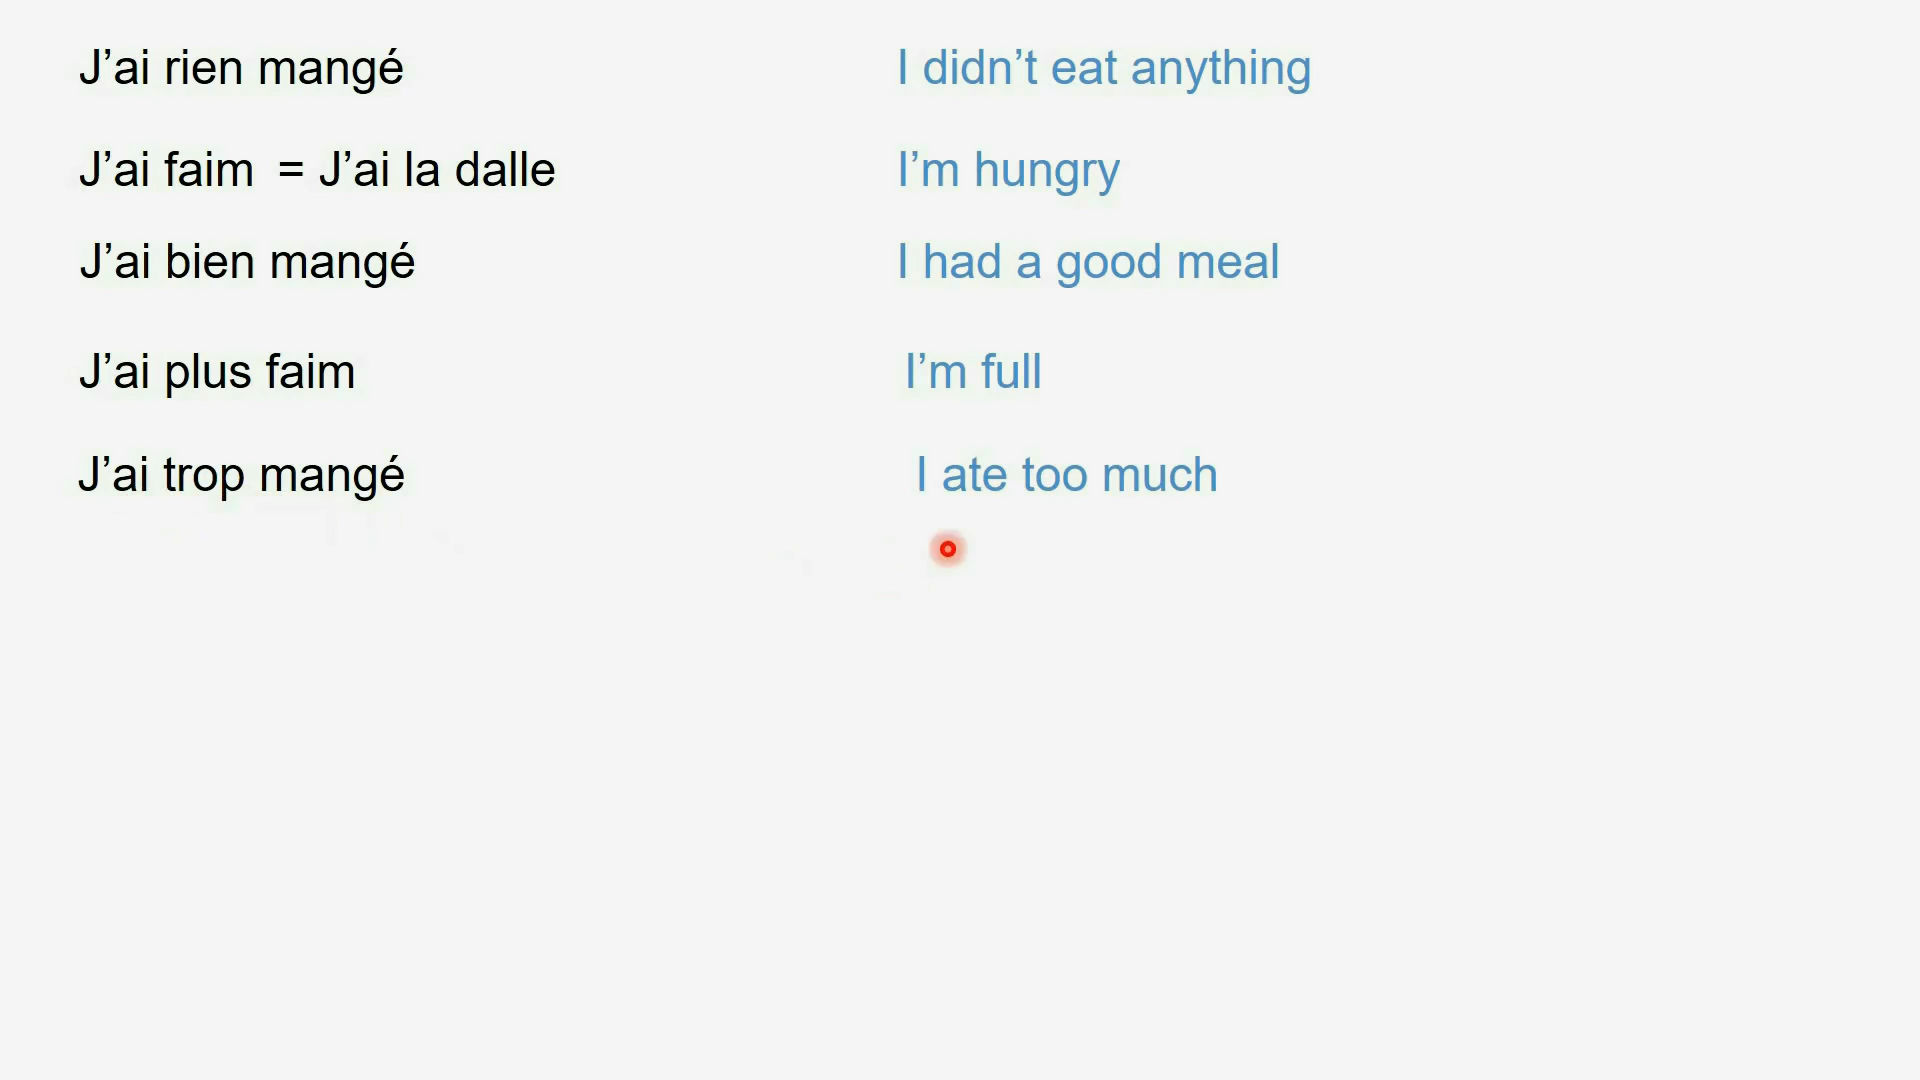 J’ai rien mangé I didn’t eat anything
J’ai faim = J’ai la dalle I’m hungry
J’ai bien mangé I had a good meal
J’ai plus faim I’m full
J’ai trop mangé I ate too much